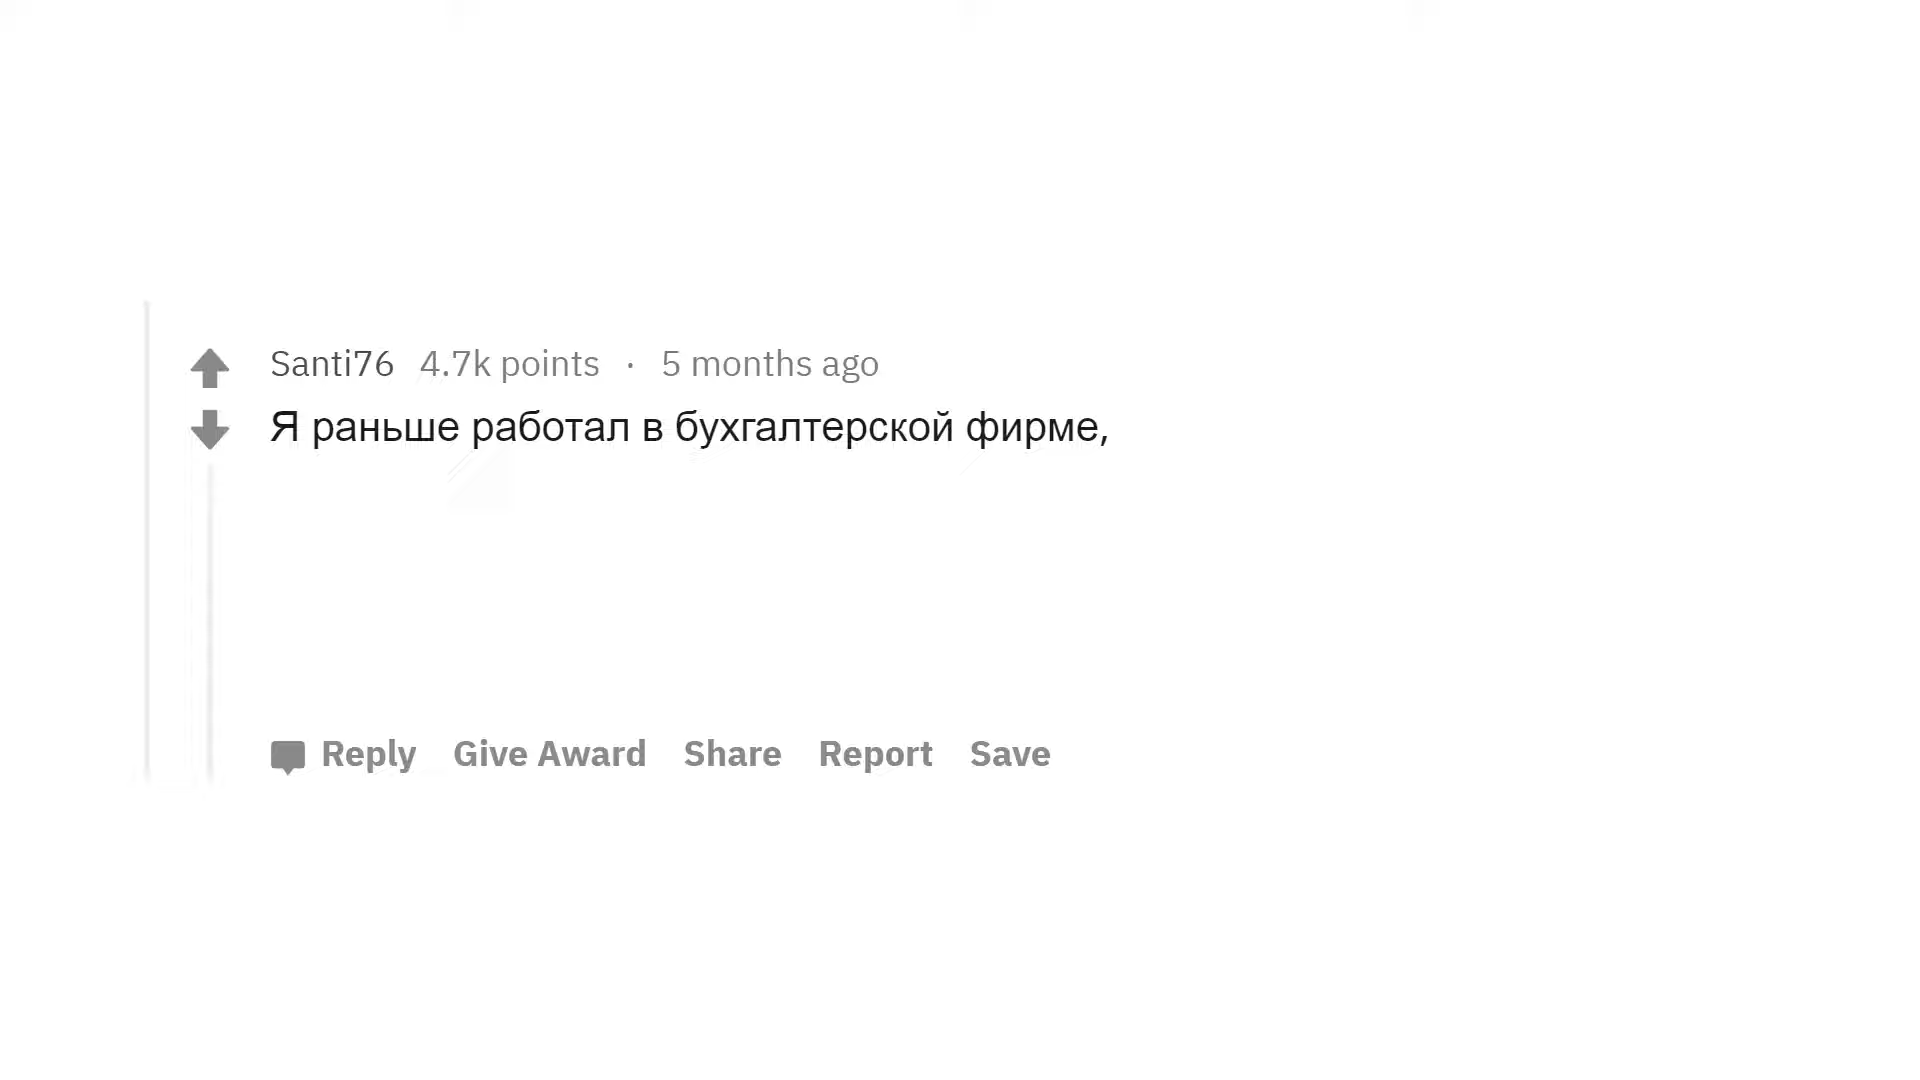 Santi76 4.7k points · 5 months ago
Я раньше работал в бухгалтерской фирме,
Reply Give Award Share Report Save